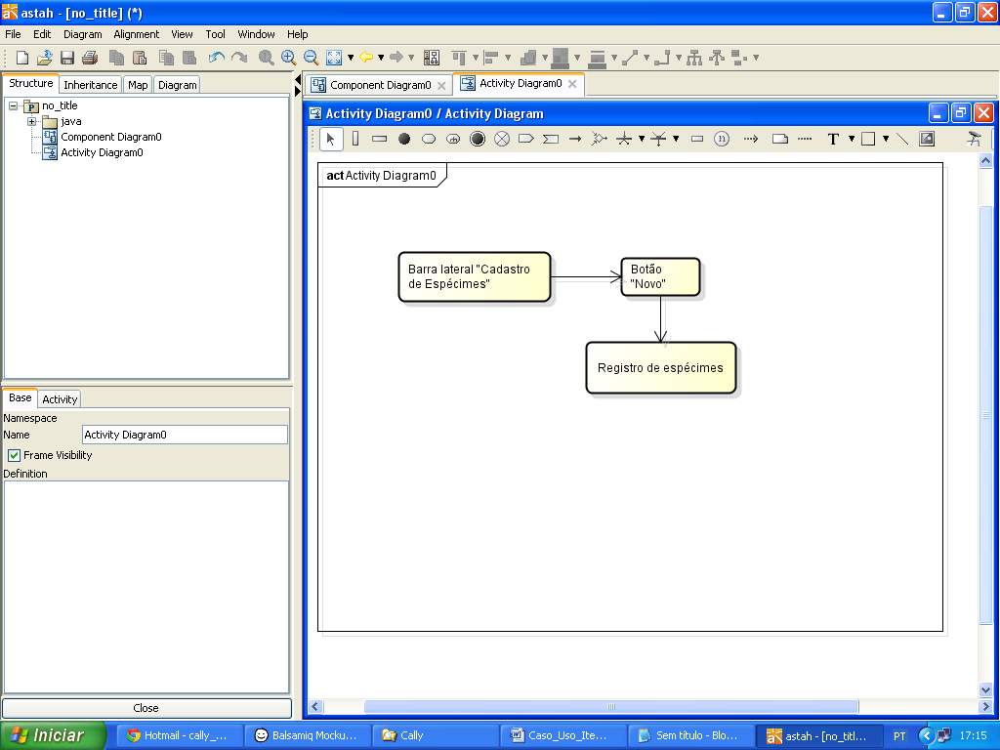 astah - [no_title] (*)
File Edit Diagram Alignment View Tool Window Help
Structure Inheritance Map Diagram
no_title
java
Component Diagram0
Activity Diagram0
Base Activity
Namespace
Name Activity Diagram0
Frame Visibility
Definition
Close
Component Diagram0 Activity Diagram0
Activity Diagram0 / Activity Diagram
act Activity Diagram0
Barra lateral "Cadastro
de Espécimes"
Botão
"Novo"
Registro de espécimes
Iniciar Hotmail - cally_... Balsamiq Mocku... Cally Caso_Uso_Ite... Sem título - Blo... astah - [no_titl... PT 17:15